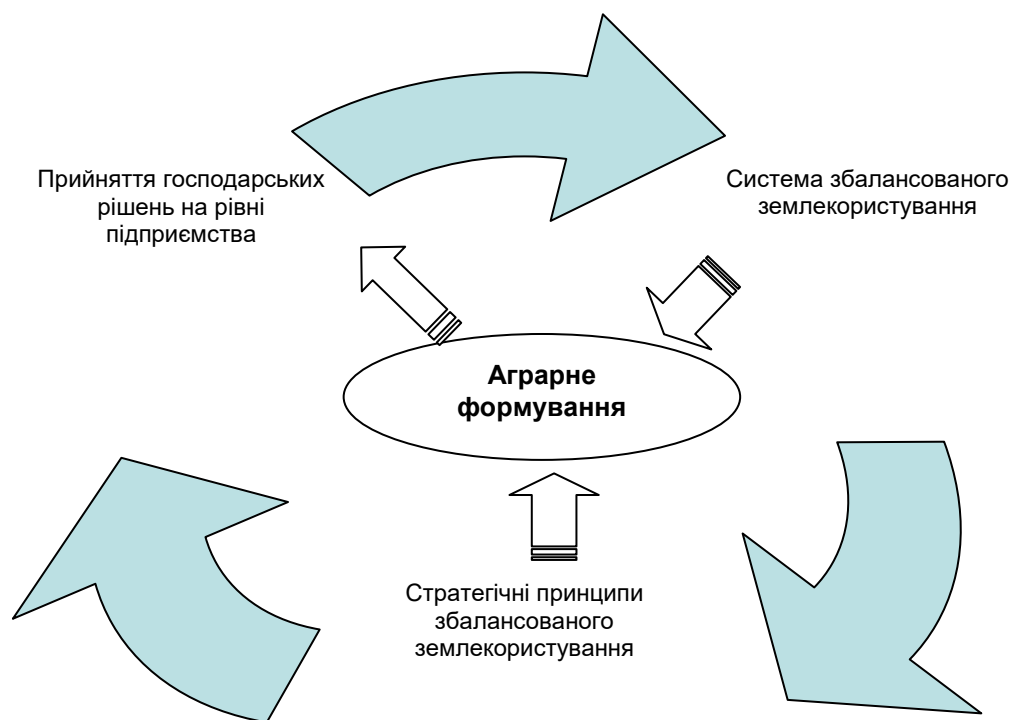 Прийняття господарських
рішень на рівні
підприємства
Система збалансованого
землекористування
Аграрне
формування
Стратегічні принципи
збалансованого
землекористування